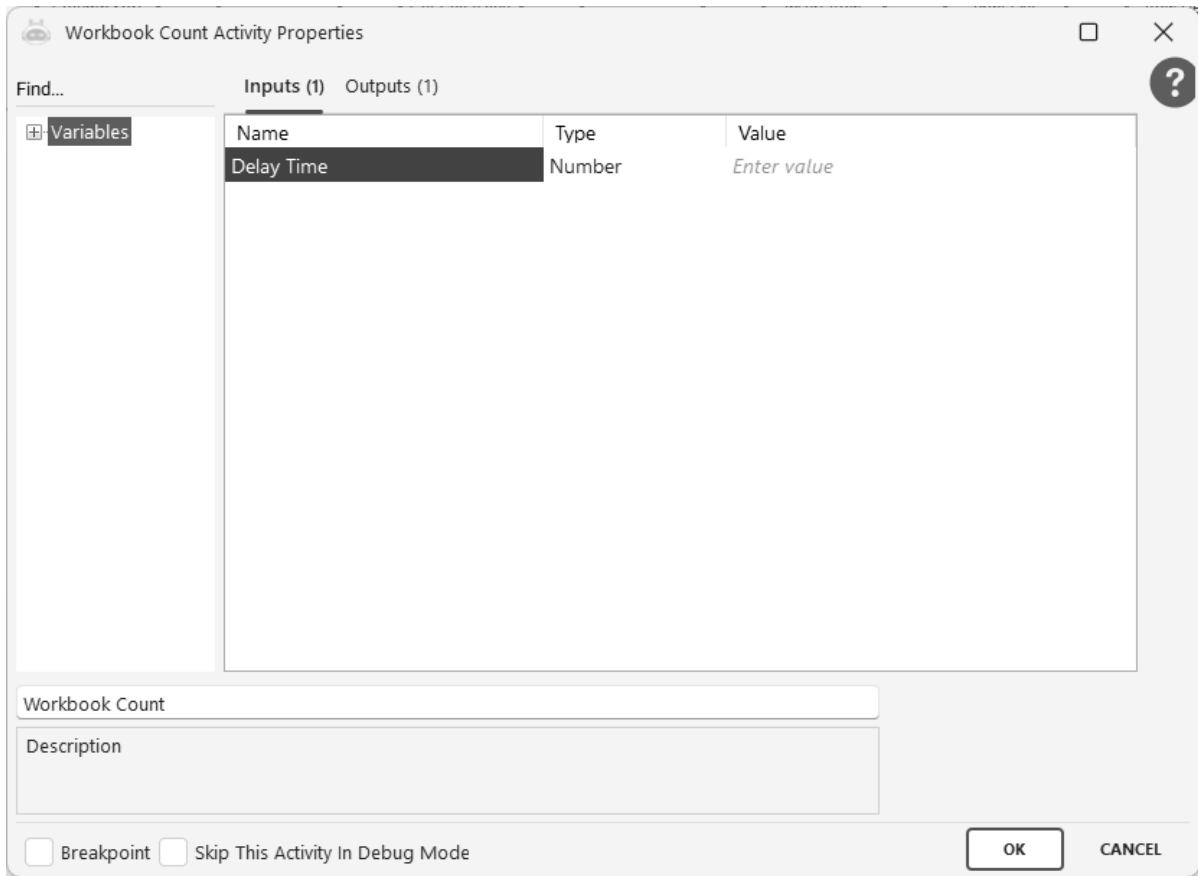 Workbook Count Activity Properties
Find...
Inputs (1) Outputs (1)
?
Variables
Name Type Value
Delay Time Number Enter value
Workbook Count
Description
Breakpoint Skip This Activity In Debug Mode
OK CANCEL